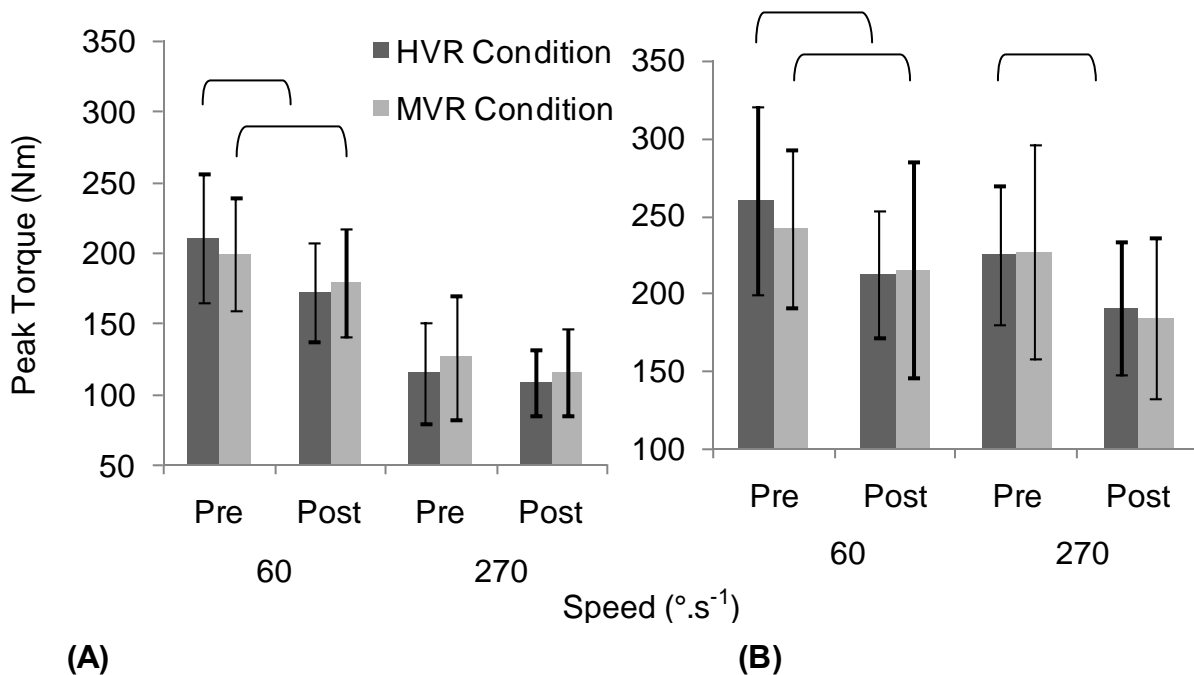 HVR Condition
MVR Condition
Peak Torque (Nm)
350
300
250
200
150
100
50
Pre Post Pre Post
60 270
350
300
250
200
150
100
Pre Post Pre Post
60 270
Speed (°.s⁻¹)
(A) (B)